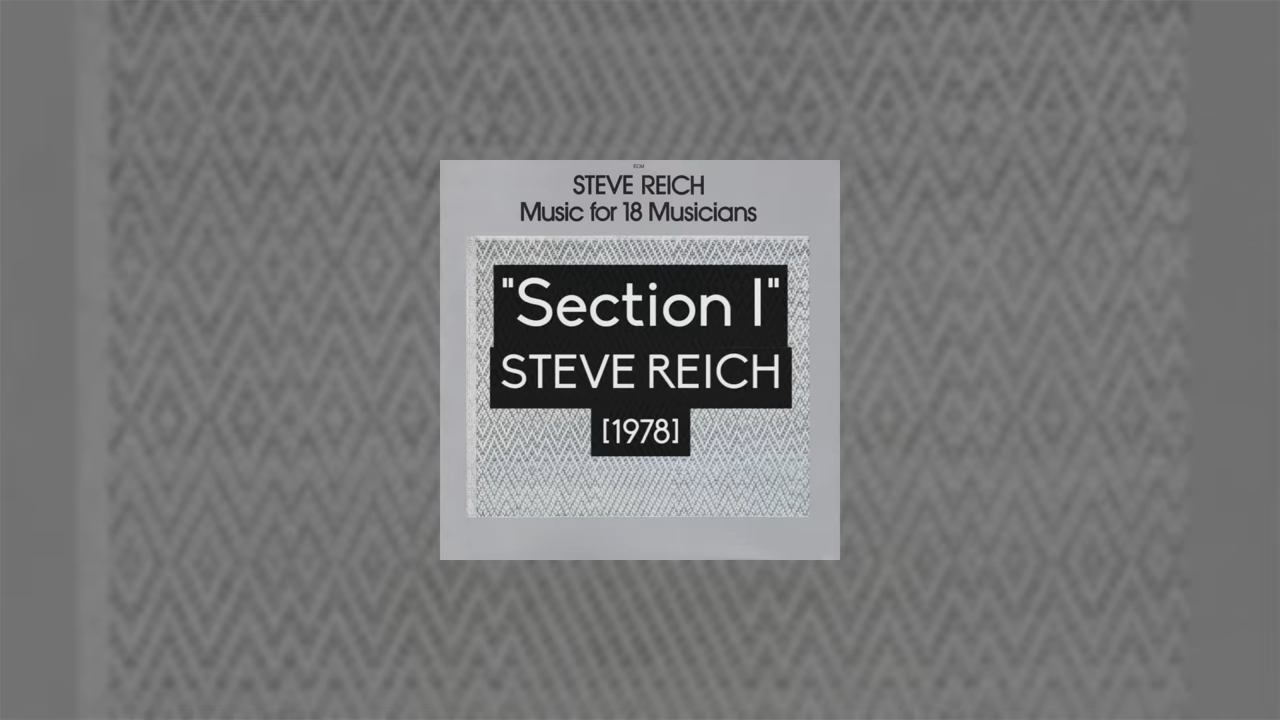 ECM
STEVE REICH
Music for 18 Musicians
"Section I"
STEVE REICH
[1978]